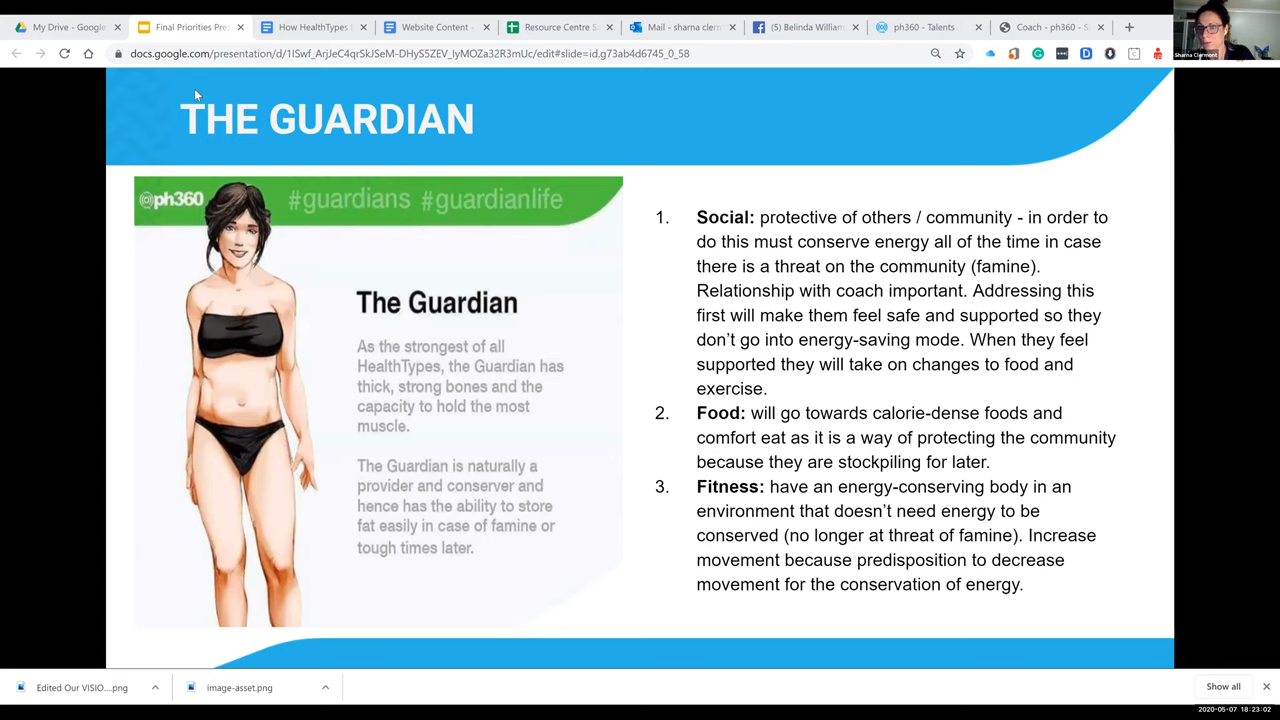 My Drive - Google
Final Priorities Pre
How HealthTypes
Website Content -
Resource Centre S
Mail - sharna clerm
(5) Belinda William
ph360 - Talents
Coach - ph360 - S
docs.google.com/presentation/d/1ISwf_ArjJeC4qrSkJSeM-DHyS5ZEV_lyMOZa32R3mUc/edit#slide=id.g73ab4d6745_0_58
Sharna Clermont
THE GUARDIAN
@ph360
#guardians #guardianlife
The Guardian
As the strongest of all
HealthTypes, the Guardian has
thick, strong bones and the
capacity to hold the most
muscle.
The Guardian is naturally a
provider and conserver and
hence has the ability to store
fat easily in case of famine or
tough times later.
1. Social: protective of others / community - in order to
do this must conserve energy all of the time in case
there is a threat on the community (famine).
Relationship with coach important. Addressing this
first will make them feel safe and supported so they
don't go into energy-saving mode. When they feel
supported they will take on changes to food and
exercise.
2. Food: will go towards calorie-dense foods and
comfort eat as it is a way of protecting the community
because they are stockpiling for later.
3. Fitness: have an energy-conserving body in an
environment that doesn't need energy to be
conserved (no longer at threat of famine). Increase
movement because predisposition to decrease
movement for the conservation of energy.
Edited Our VISIO....png
image-asset.png
Show all
2020-05-07 18:23:02